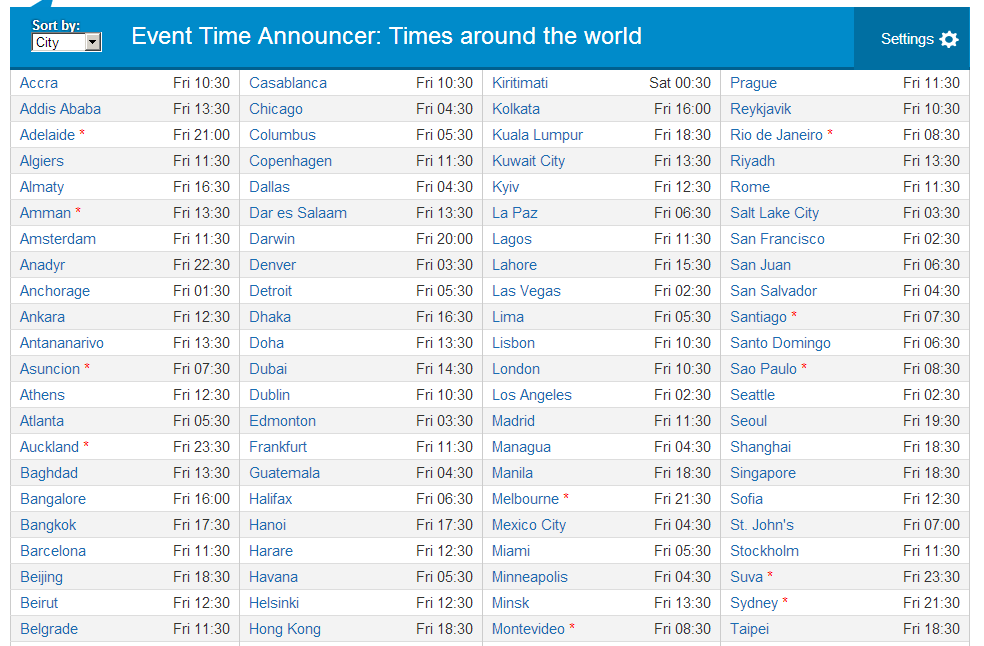 Sort by:
City
Event Time Announcer: Times around the world
Settings
Accra Fri 10:30 Casablanca Fri 10:30 Kiritimati Sat 00:30 Prague Fri 11:30
Addis Ababa Fri 13:30 Chicago Fri 04:30 Kolkata Fri 16:00 Reykjavik Fri 10:30
Adelaide * Fri 21:00 Columbus Fri 05:30 Kuala Lumpur Fri 18:30 Rio de Janeiro * Fri 08:30
Algiers Fri 11:30 Copenhagen Fri 11:30 Kuwait City Fri 13:30 Riyadh Fri 13:30
Almaty Fri 16:30 Dallas Fri 04:30 Kyiv Fri 12:30 Rome Fri 11:30
Amman * Fri 13:30 Dar es Salaam Fri 13:30 La Paz Fri 06:30 Salt Lake City Fri 03:30
Amsterdam Fri 11:30 Darwin Fri 20:00 Lagos Fri 11:30 San Francisco Fri 02:30
Anadyr Fri 22:30 Denver Fri 03:30 Lahore Fri 15:30 San Juan Fri 06:30
Anchorage Fri 01:30 Detroit Fri 05:30 Las Vegas Fri 02:30 San Salvador Fri 04:30
Ankara Fri 12:30 Dhaka Fri 16:30 Lima Fri 05:30 Santiago * Fri 07:30
Antananarivo Fri 13:30 Doha Fri 13:30 Lisbon Fri 10:30 Santo Domingo Fri 06:30
Asuncion * Fri 07:30 Dubai Fri 14:30 London Fri 10:30 Sao Paulo * Fri 08:30
Athens Fri 12:30 Dublin Fri 10:30 Los Angeles Fri 02:30 Seattle Fri 02:30
Atlanta Fri 05:30 Edmonton Fri 03:30 Madrid Fri 11:30 Seoul Fri 19:30
Auckland * Fri 23:30 Frankfurt Fri 11:30 Managua Fri 04:30 Shanghai Fri 18:30
Baghdad Fri 13:30 Guatemala Fri 04:30 Manila Fri 18:30 Singapore Fri 18:30
Bangalore Fri 16:00 Halifax Fri 06:30 Melbourne * Fri 21:30 Sofia Fri 12:30
Bangkok Fri 17:30 Hanoi Fri 17:30 Mexico City Fri 04:30 St. John's Fri 07:00
Barcelona Fri 11:30 Harare Fri 12:30 Miami Fri 05:30 Stockholm Fri 11:30
Beijing Fri 18:30 Havana Fri 05:30 Minneapolis Fri 04:30 Suva * Fri 23:30
Beirut Fri 12:30 Helsinki Fri 12:30 Minsk Fri 13:30 Sydney * Fri 21:30
Belgrade Fri 11:30 Hong Kong Fri 18:30 Montevideo * Fri 08:30 Taipei Fri 18:30